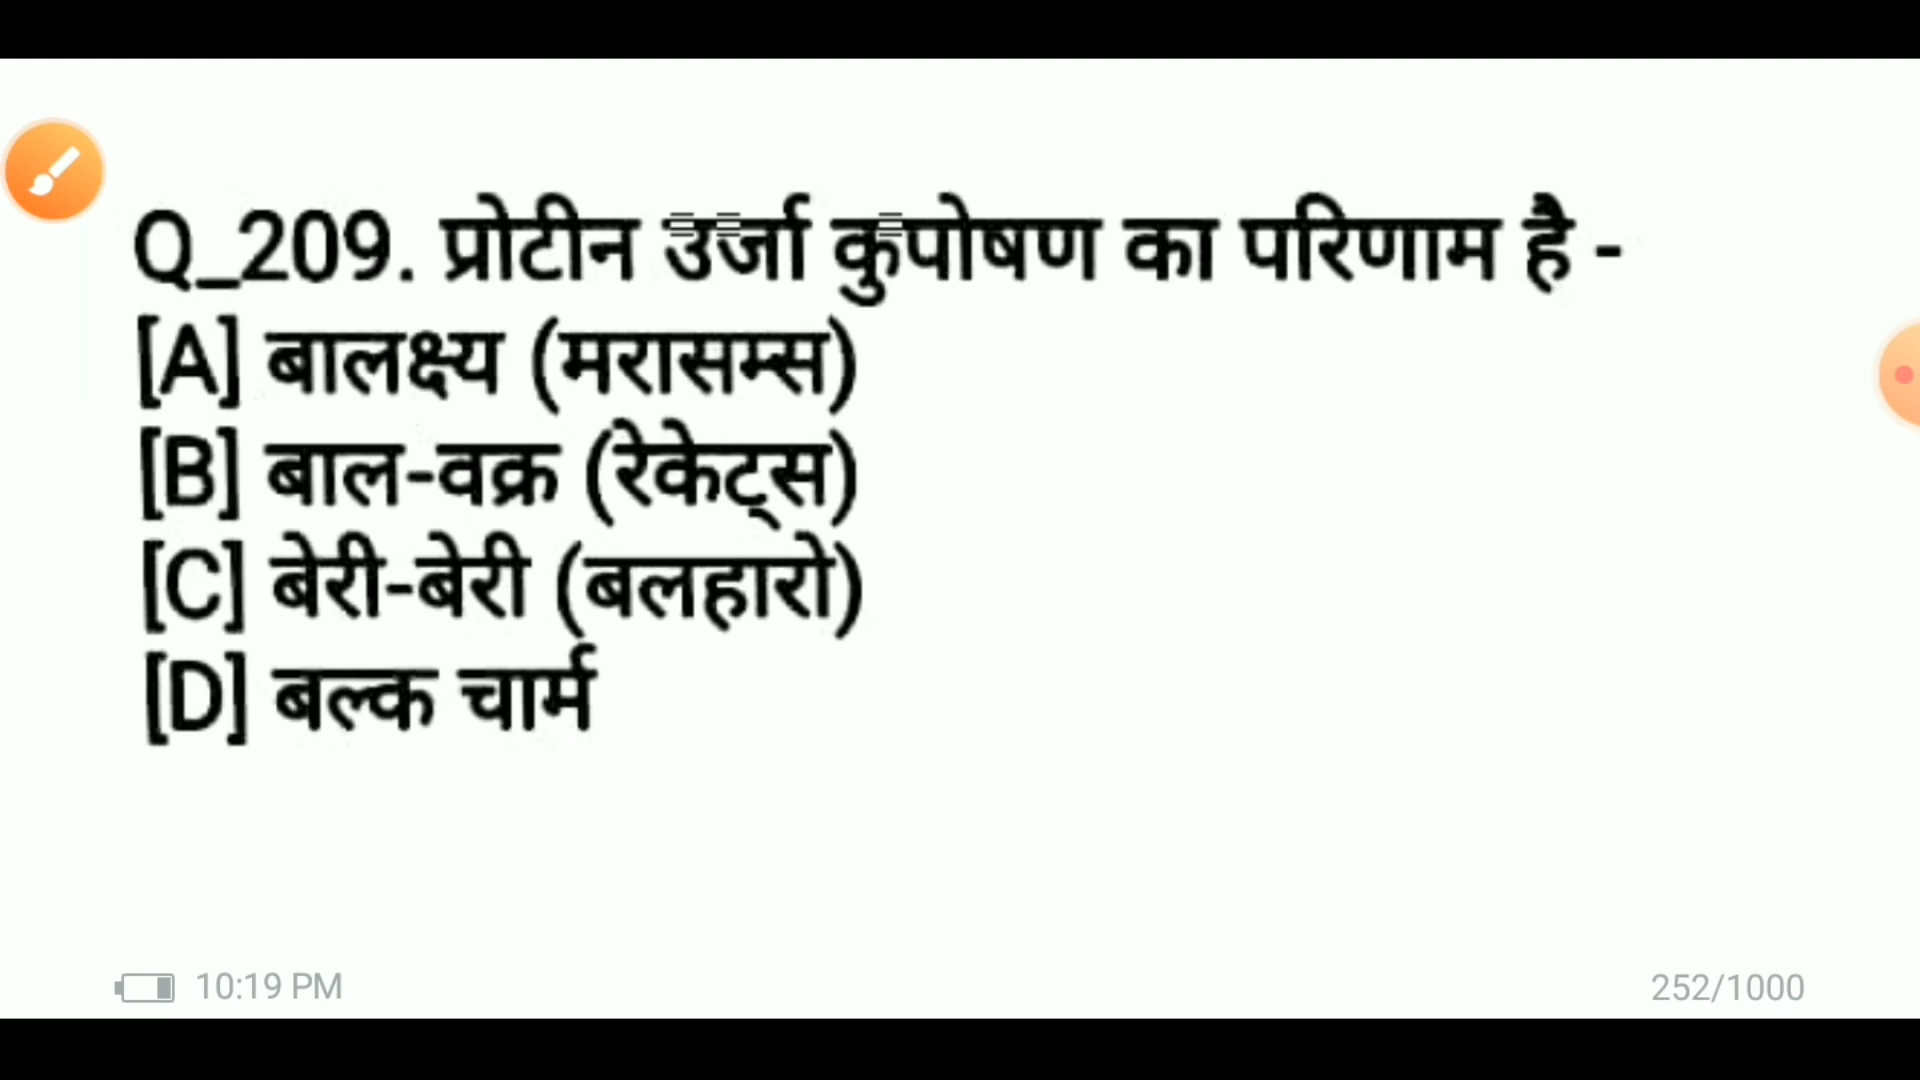 Q_209. प्रोटीन उर्जा कुपोषण का परिणाम है -
[A] बालक्ष्य (मरासम्स)
[B] बाल-वक्र (रेकेट्स)
[C] बेरी-बेरी (बलहारो)
[D] बल्क चार्म
10:19 PM
252/1000